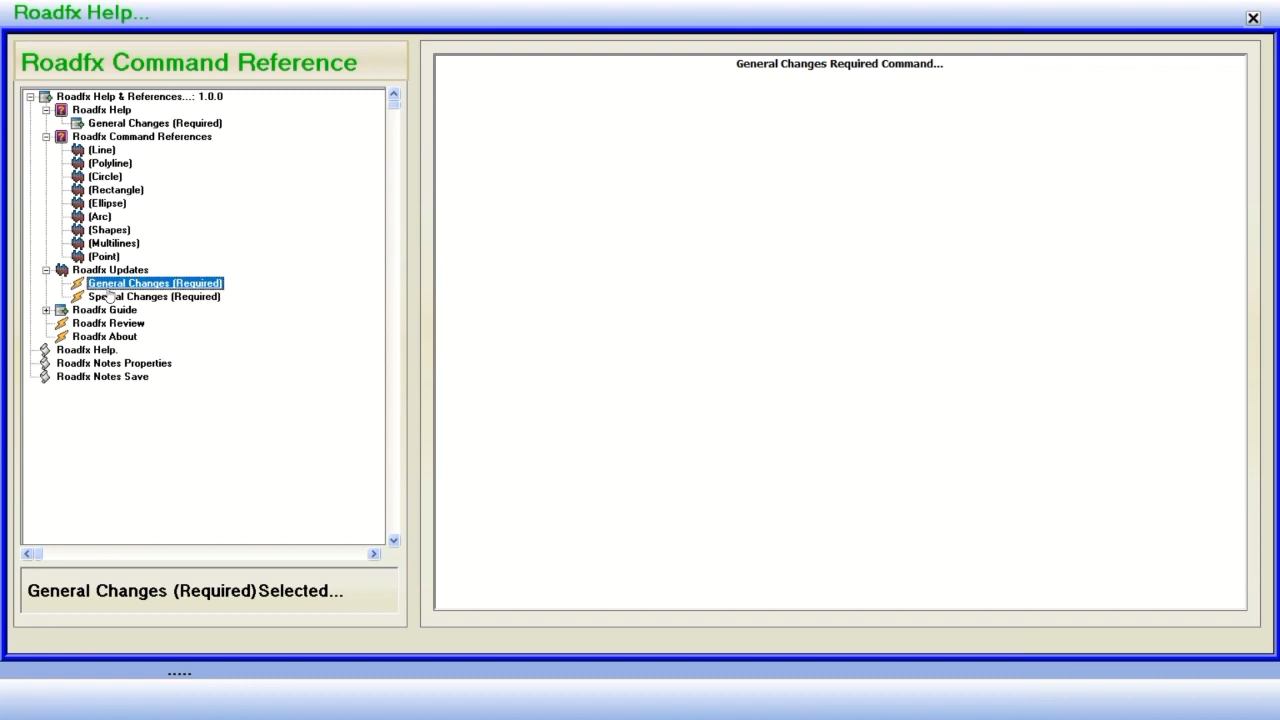 Roadfx Help...
Roadfx Command Reference
Roadfx Help & References...: 1.0.0
Roadfx Help
General Changes (Required)
Roadfx Command References
(Line)
(Polyline)
(Circle)
(Rectangle)
(Ellipse)
(Arc)
(Shapes)
(Multilines)
(Point)
Roadfx Updates
General Changes (Required)
Special Changes (Required)
Roadfx Guide
Roadfx Review
Roadfx About
Roadfx Help.
Roadfx Notes Properties
Roadfx Notes Save
General Changes (Required)Selected...
General Changes Required Command...
.....